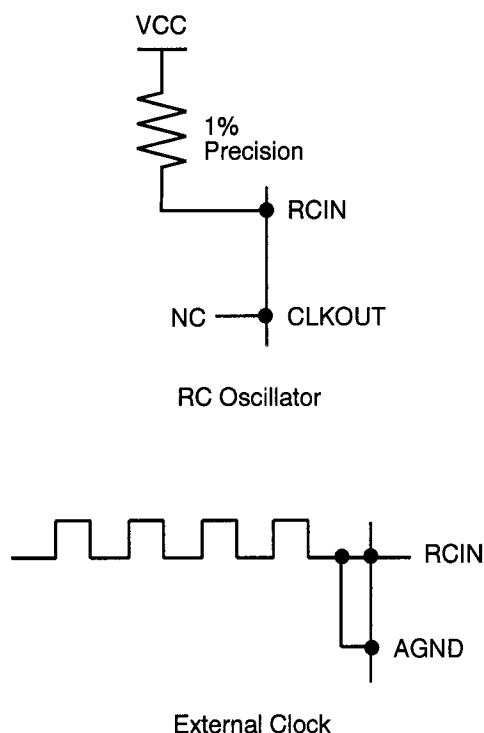 VCC
1%
Precision
RCIN
NC
CLKOUT
RC Oscillator
RCIN
AGND
External Clock